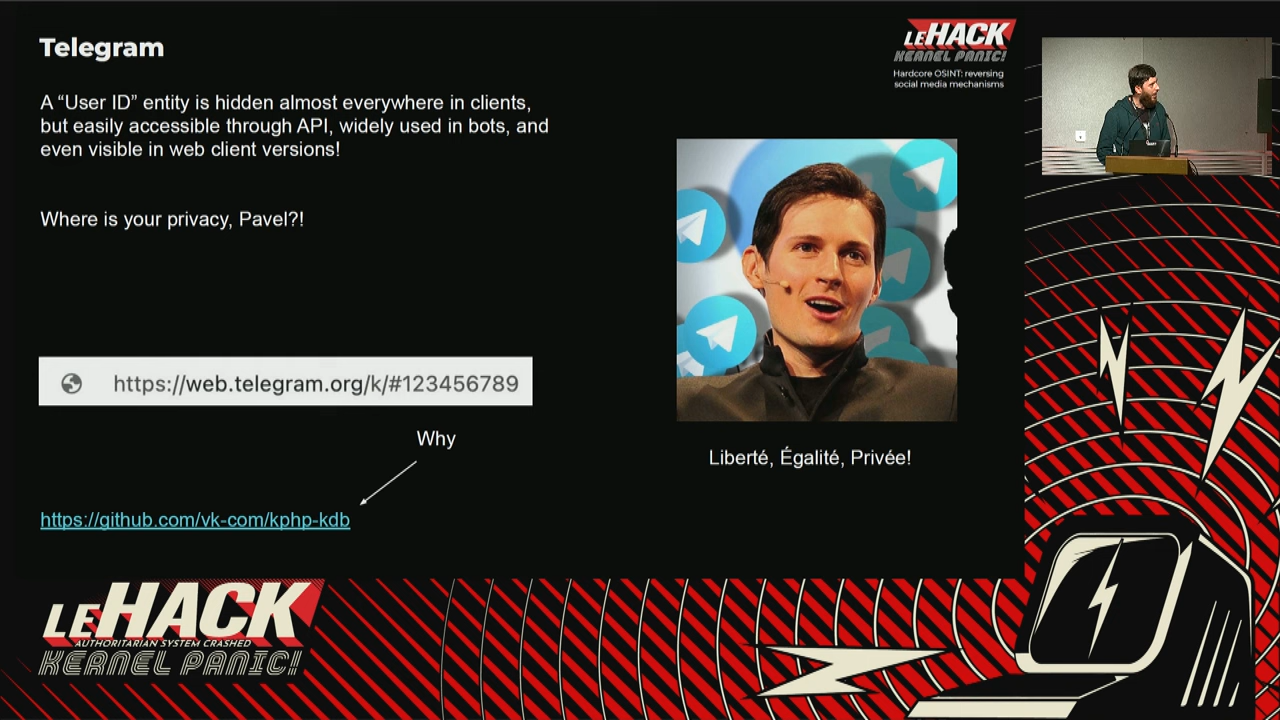 Telegram
LEHACK
KERNEL PANIC!
Hardcore OSINT: reversing
social media mechanisms
A “User ID” entity is hidden almost everywhere in clients,
but easily accessible through API, widely used in bots, and
even visible in web client versions!
Where is your privacy, Pavel?!
https://web.telegram.org/k/#123456789
Why
Liberté, Égalité, Privée!
https://github.com/vk-com/kphp-kdb
LEHACK
AUTHORITARIAN SYSTEM CRASHED
KERNEL PANIC!